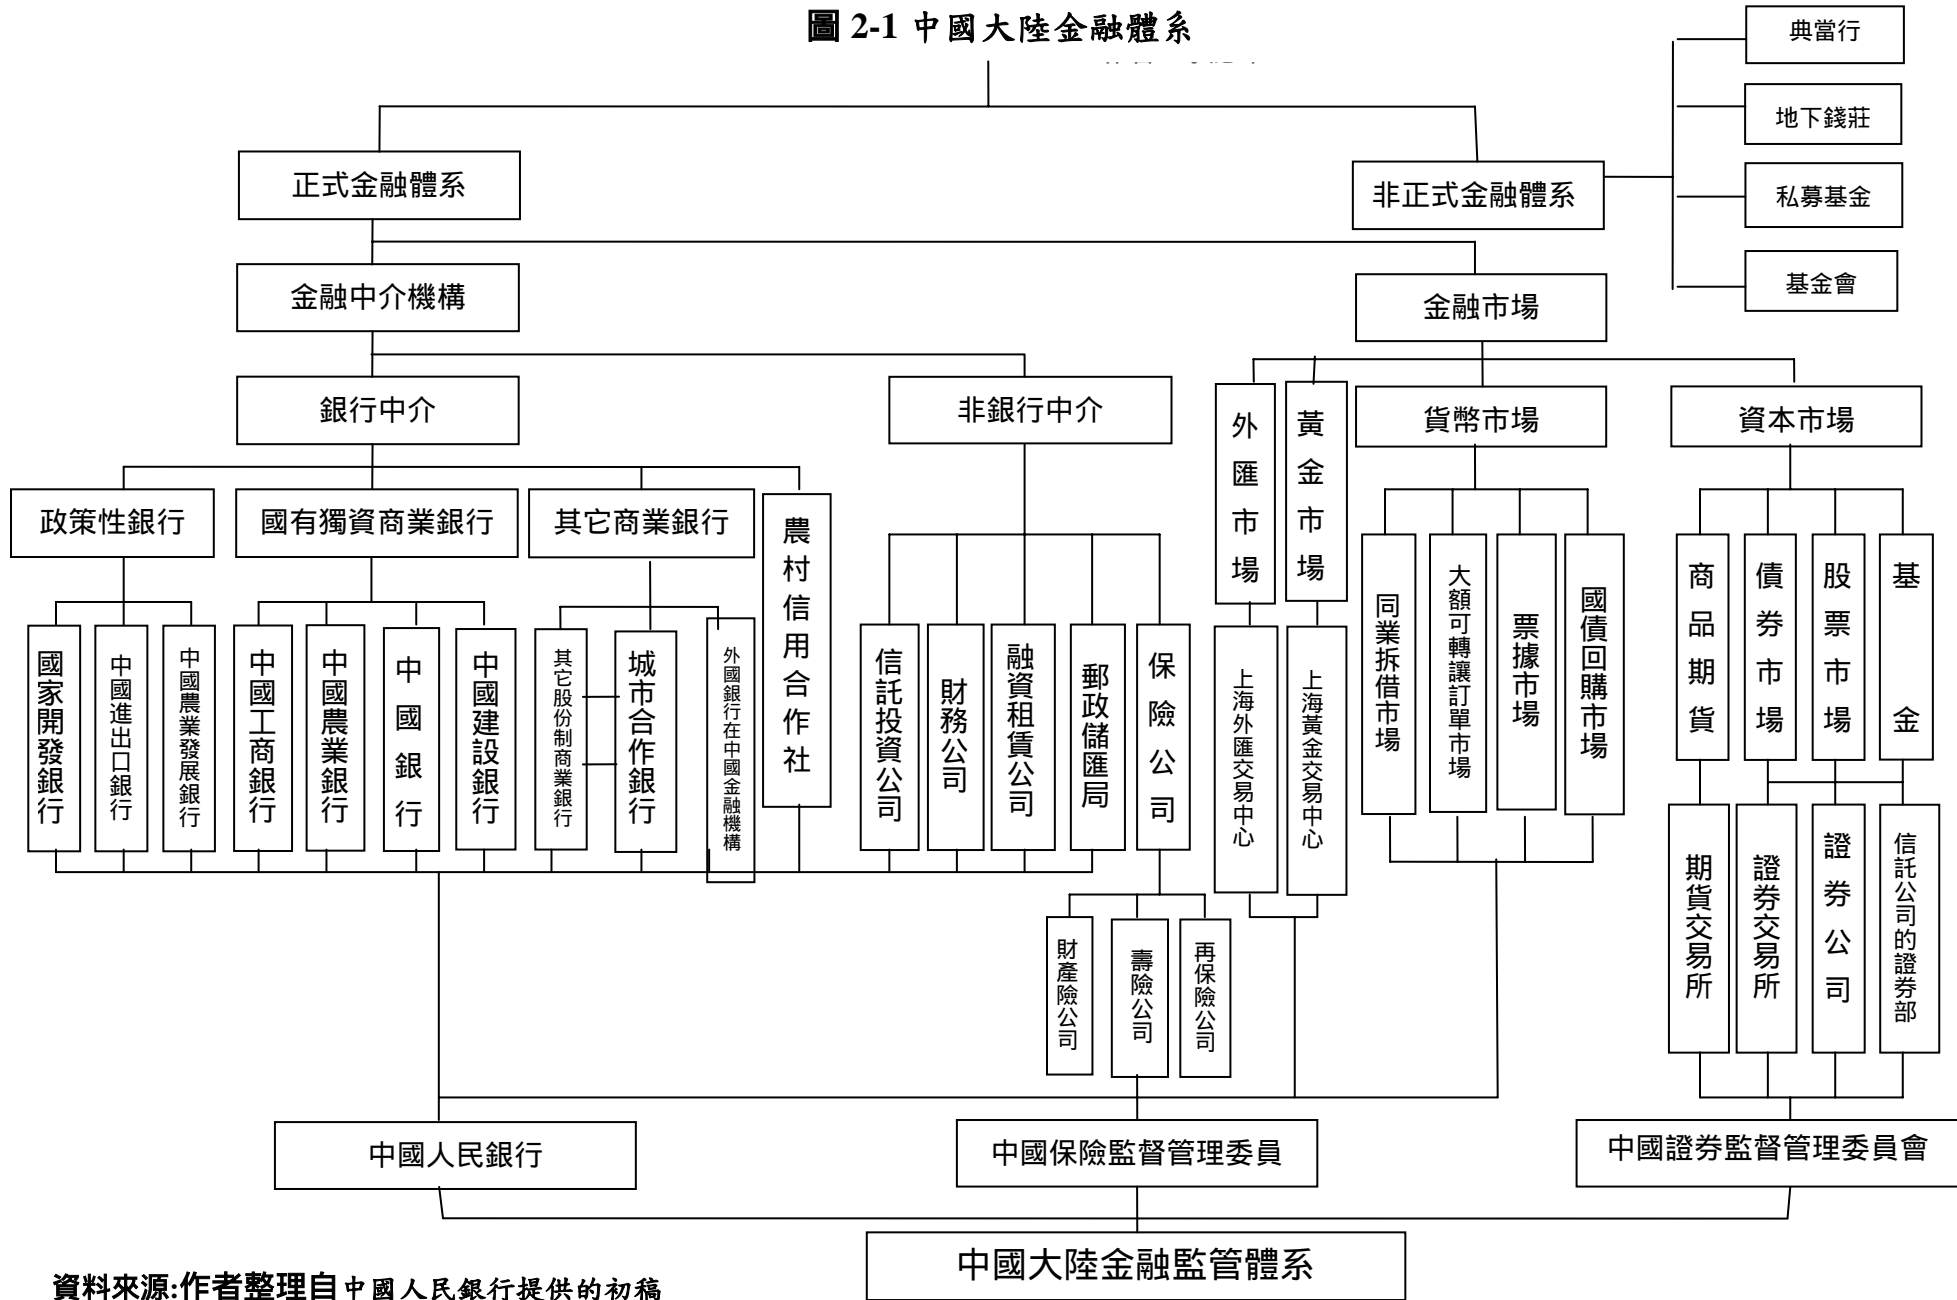 圖 2-1 中國大陸金融體系
典當行
地下錢莊
私募基金
基金會
正式金融體系
非正式金融體系
金融中介機構
金融市場
銀行中介
非銀行中介
外匯市場
黃金市場
貨幣市場
資本市場
政策性銀行
國有獨資商業銀行
其它商業銀行
農村信用合作社
國家開發銀行
中國進出口銀行
中國農業發展銀行
中國工商銀行
中國農業銀行
中國銀行
中國建設銀行
其它股份制商業銀行
城市合作銀行
外國銀行在中國金融機構
信託投資公司
財務公司
融資租賃公司
郵政儲匯局
保險公司
上海外匯交易中心
上海黃金交易中心
同業拆借市場
大額可轉讓訂單市場
票據市場
國債回購市場
商品期貨
債券市場
股票市場
基金
財產險公司
壽險公司
再保險公司
期貨交易所
證券交易所
證券公司
信託公司的證券部
中國人民銀行
中國保險監督管理委員
中國證券監督管理委員會
中國大陸金融監管體系
資料來源:作者整理自中國人民銀行提供的初稿